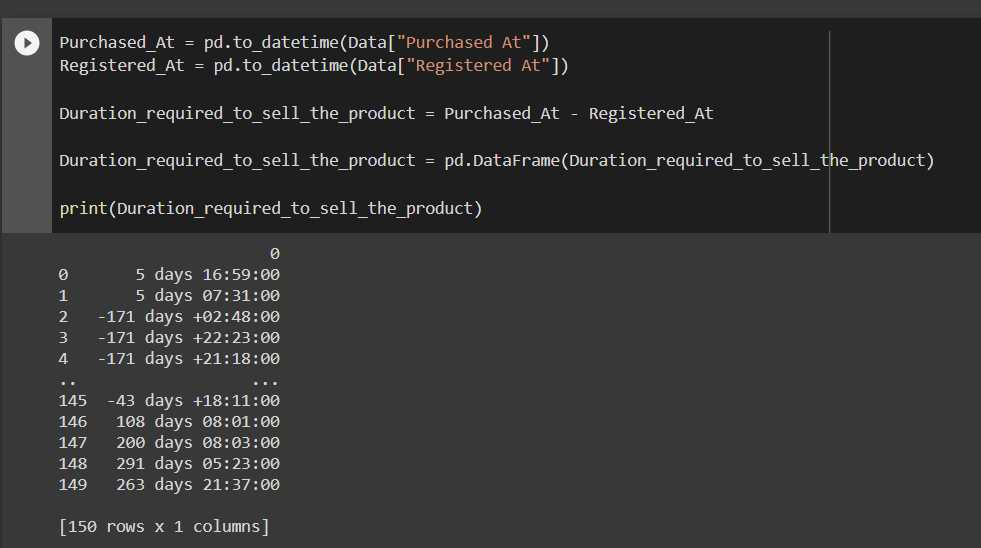 Purchased_At = pd.to_datetime(Data["Purchased At"])
Registered_At = pd.to_datetime(Data["Registered At"])
Duration_required_to_sell_the_product = Purchased_At - Registered_At
Duration_required_to_sell_the_product = pd.DataFrame(Duration_required_to_sell_the_product)
print(Duration_required_to_sell_the_product)
0
0 5 days 16:59:00
1 5 days 07:31:00
2 -171 days +02:48:00
3 -171 days +22:23:00
4 -171 days +21:18:00
.. ...
145 -43 days +18:11:00
146 108 days 08:01:00
147 200 days 08:03:00
148 291 days 05:23:00
149 263 days 21:37:00
[150 rows x 1 columns]